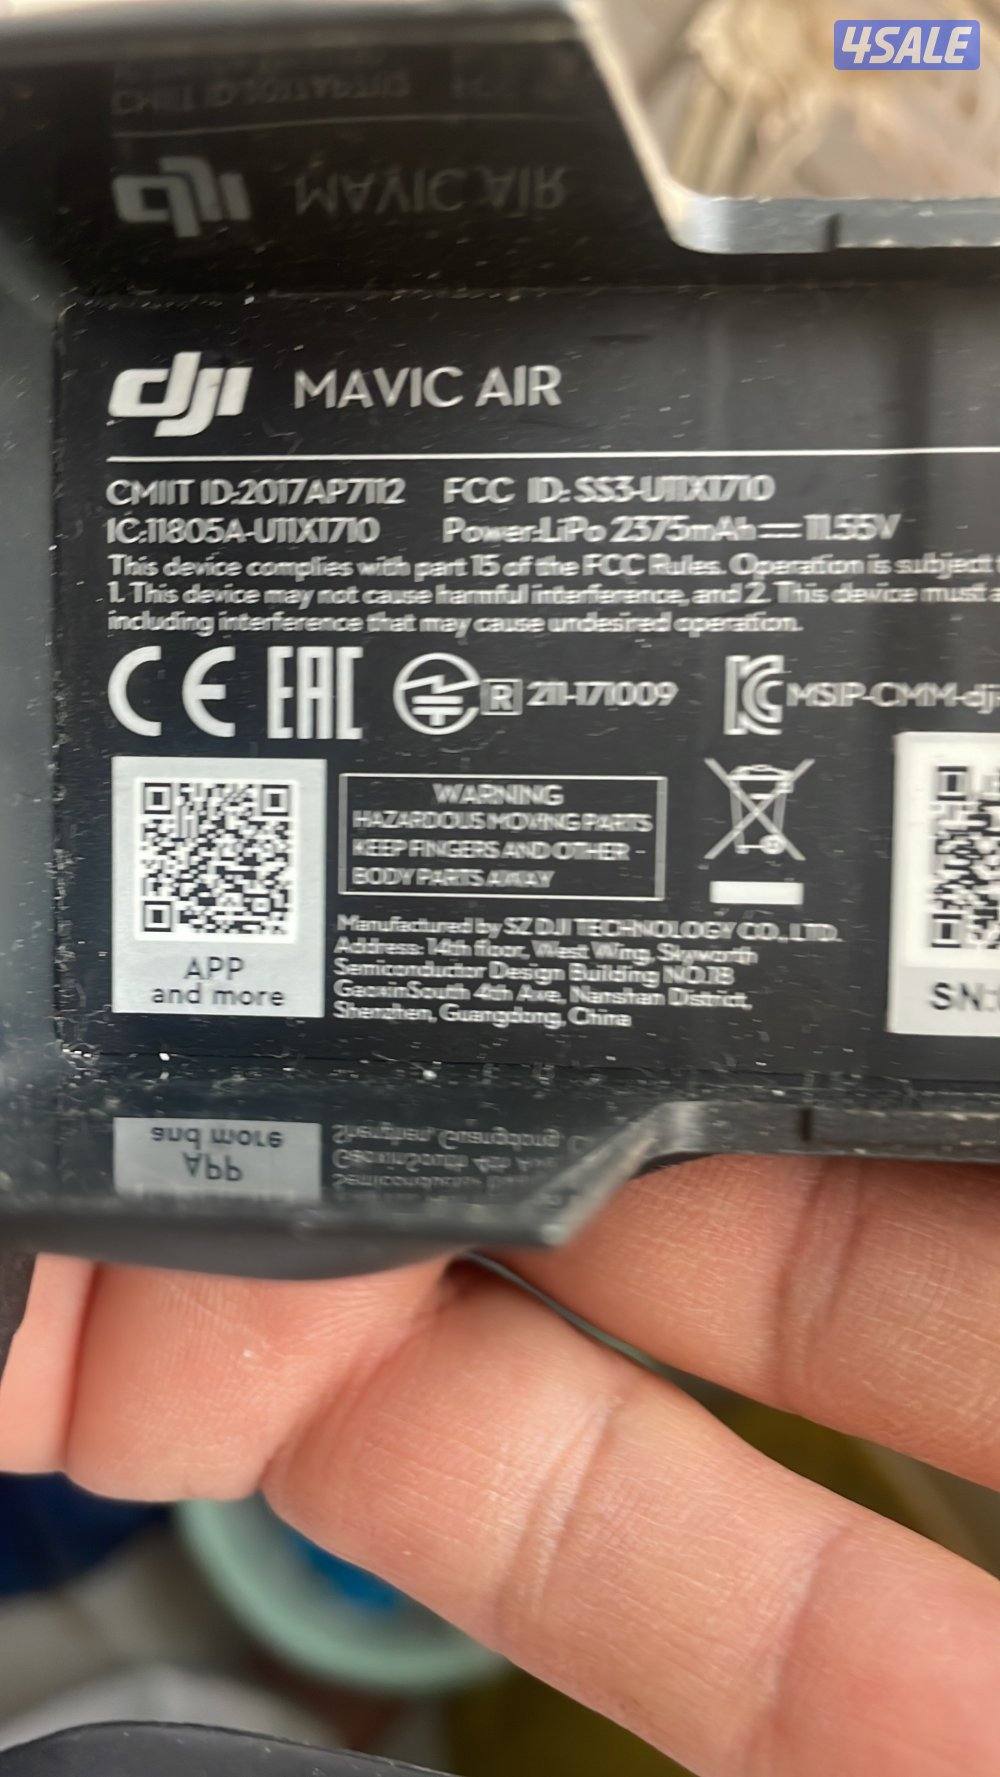 4SALE
dji MAVIC AIR
CMIIT ID:2017AP7112 FCC ID: SS3-U11X1710
IC:11805A-U11X1710 Power:LiPo 2375mAh 11.55V
This device complies with part 15 of the FCC Rules. Operation is subject
1. This device may not cause harmful interference, and 2. This device must
including interference that may cause undesired operation.
CE EAC R 211-171009 MSIP-CMM-dji
WARNING
HAZARDOUS MOVING PARTS
KEEP FINGERS AND OTHER
BODY PARTS AWAY
Manufactured by SZ DJI TECHNOLOGY CO., LTD.
Address: 14th floor, West Wing, Skyworth
Semiconductor Design Building NO.18
GaoxinSouth 4th Ave, Nanshan District,
Shenzhen, Guangdong, China
APP
and more
SN: